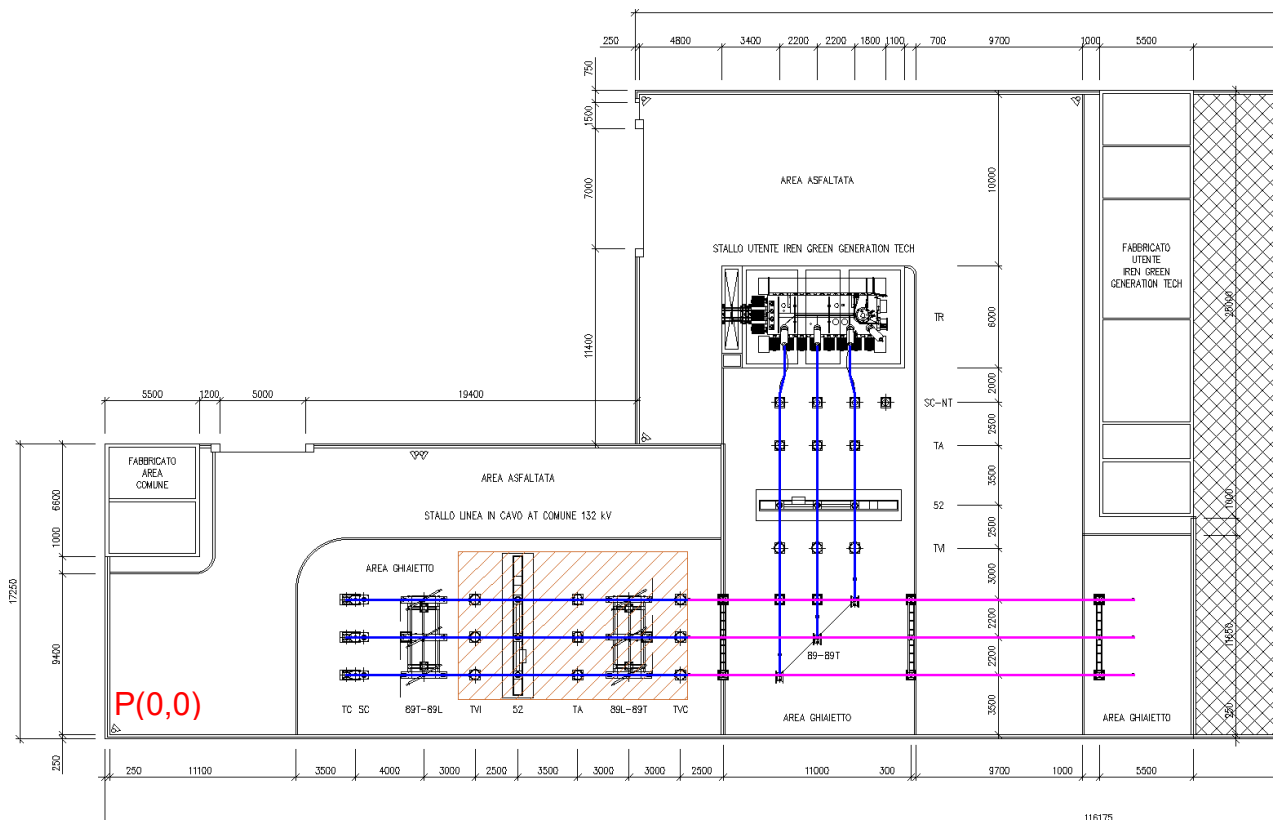 250
4800
3400
2200
2200
1800
1100
700
9700
1000
5500
750
1500
7000
11400
AREA ASFALTATA
10000
STALLO UTENTE IREN GREEN GENERATION TECH
FABBRICATO
UTENTE
IREN GREEN
GENERATION TECH
TR
6000
25000
2000
SC-NT
2500
TA
3500
52
2500
1000
TVI
3000
5500
1200
5000
19400
FABBRICATO
AREA
COMUNE
AREA ASFALTATA
STALLO LINEA IN CAVO AT COMUNE 132 kV
6600
1000
17250
9400
AREA GHIAIETTO
2200
2200
11650
89-89T
P(0,0)
TC SC
89T-89L
TVI
52
TA
89L-89T
TVC
AREA GHIAIETTO
3500
AREA GHIAIETTO
250
250
250
11100
3500
4000
3000
2500
3500
3000
3000
2500
11000
300
9700
1000
5500
116175